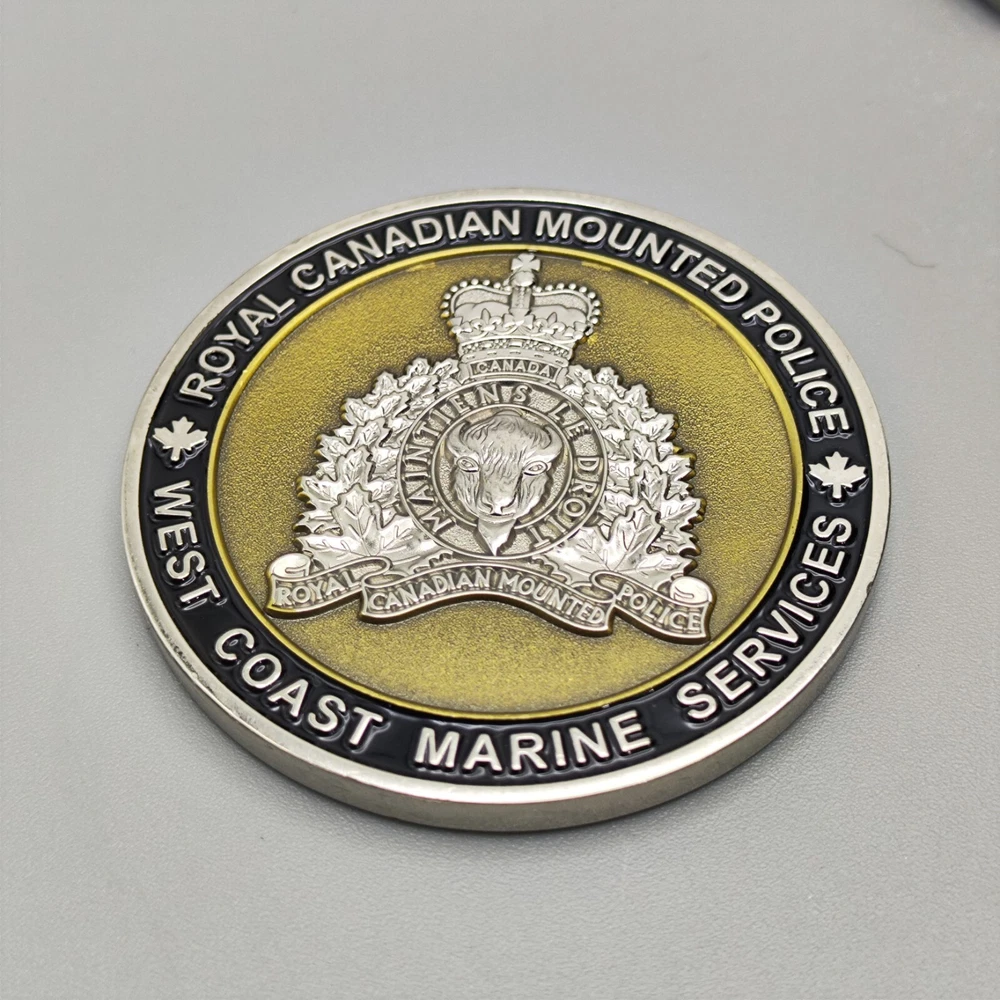 ROYAL CANADIAN MOUNTED POLICE
CANADA
MAINTIENS LE DROIT
ROYAL CANADIAN MOUNTED POLICE
WEST COAST MARINE SERVICES